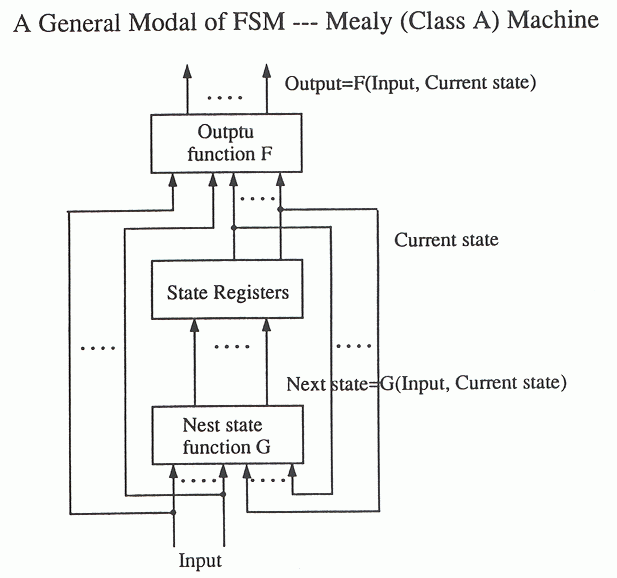 A General Modal of FSM --- Mealy (Class A) Machine
Output=F(Input, Current state)
Outptu
function F
Current state
State Registers
Next state=G(Input, Current state)
Nest state
function G
Input